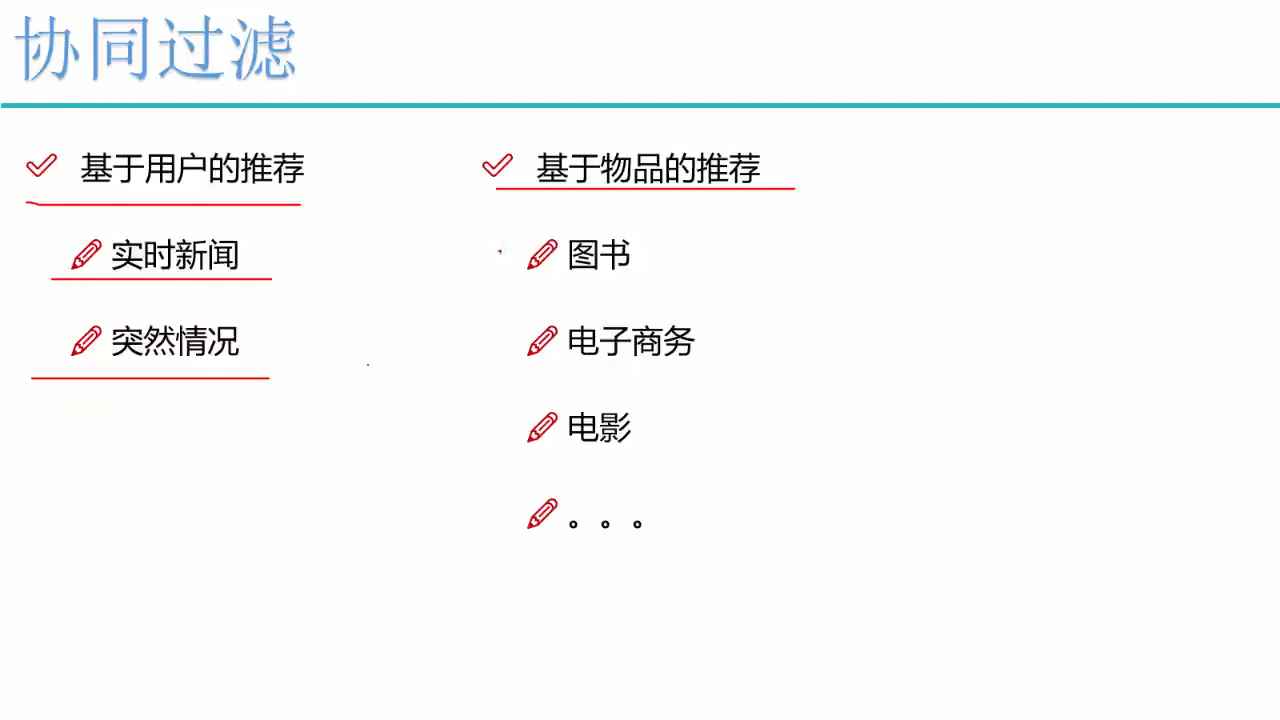 协同过滤
基于用户的推荐
实时新闻
突然情况
基于物品的推荐
图书
电子商务
电影
。。。